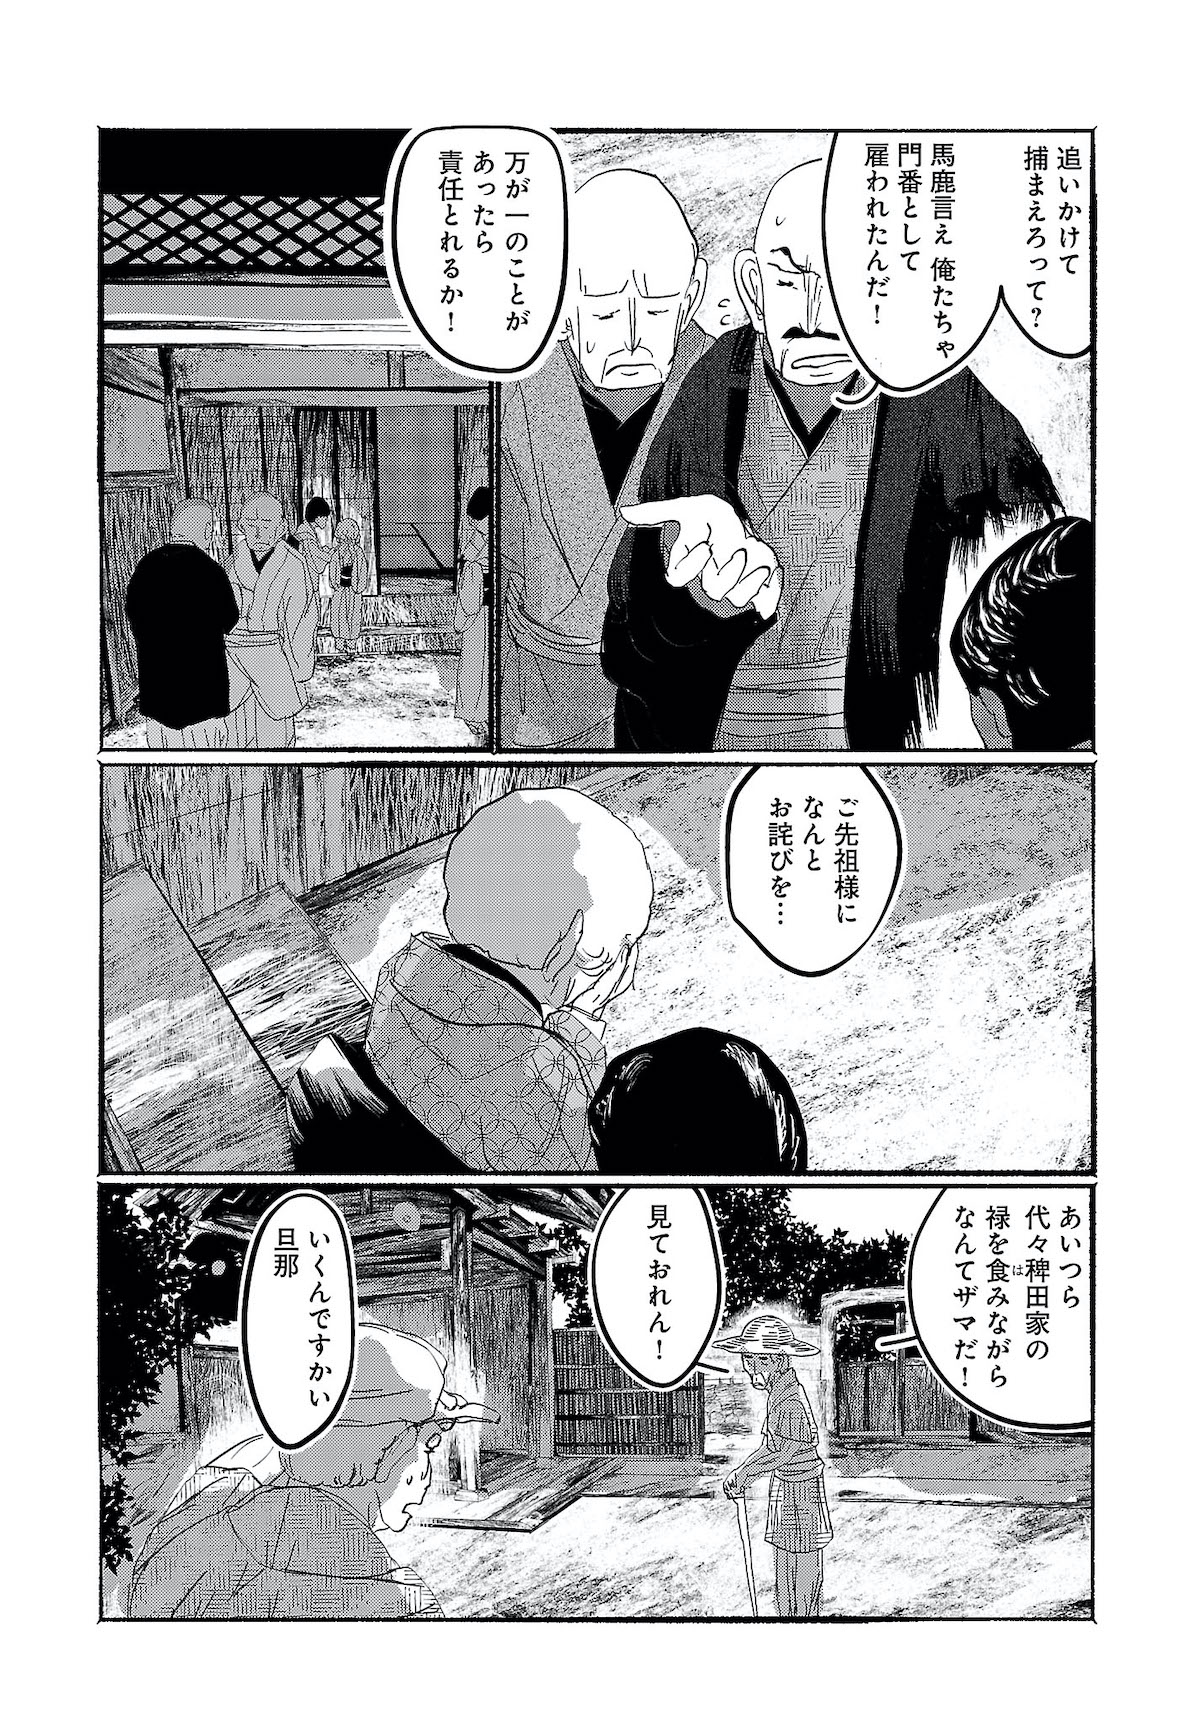 追いかけて
捕まえろって?
馬鹿言え 俺たちゃ
門番として
雇われたんだ!
万が一のことが
あったら
責任とれるか!
ご先祖様に
なんと
お詫びを…
あいつら
代々稗田家の
禄を食みながら
は
なんてザマだ!
見ておれん!
いくんですかい
旦那